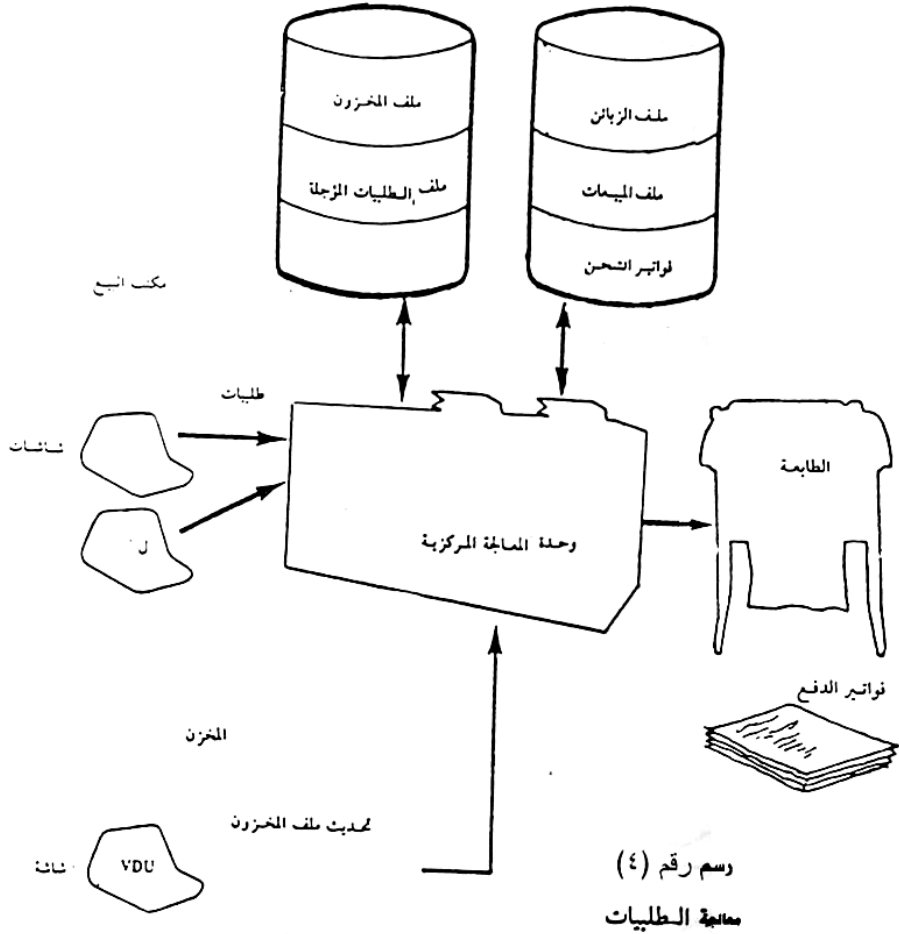 ملف الزبائن
ملف المبيعات
فواتير الشحن
ملف المخزون
ملف الطلبيات المؤجلة
مكتب البيع
طلبيات
شاشات
ل
وحدة المعالجة المركزية
الطابعة
فواتير الدفع
المخزن
تحديث ملف المخزون
شاشة
VDU
رسم رقم (٤)
معالجة الطلبيات